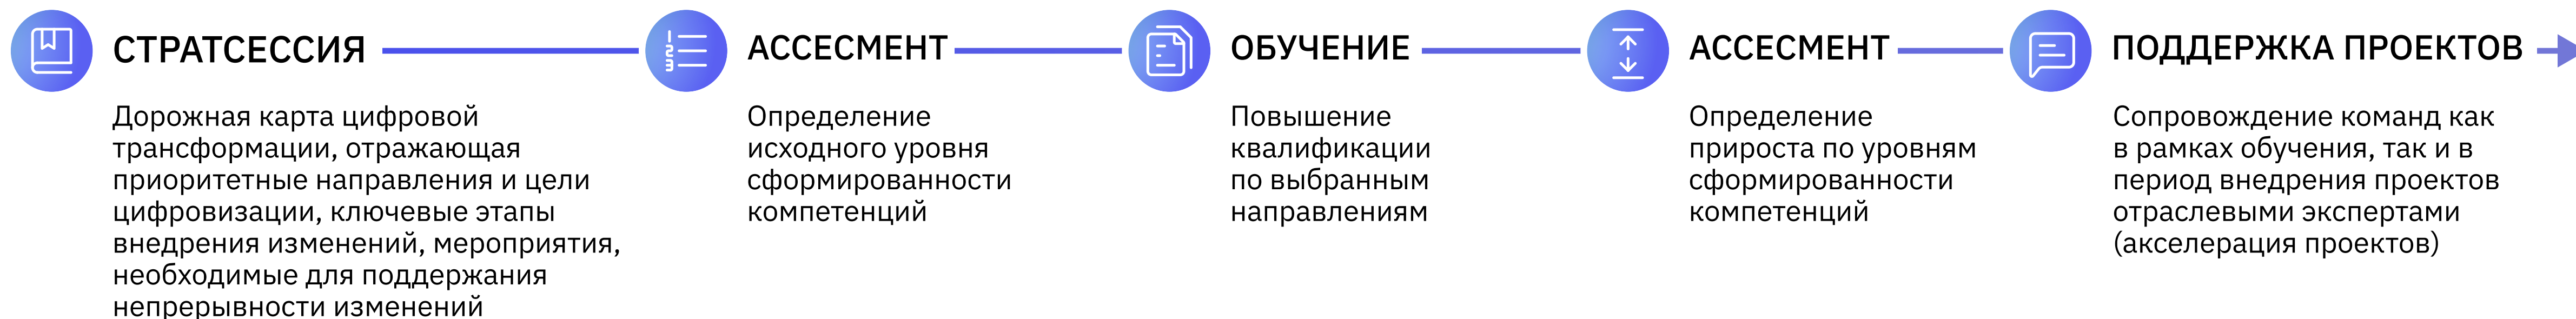 СТРАТСЕССИЯ
Дорожная карта цифровой
трансформации, отражающая
приоритетные направления и цели
цифровизации, ключевые этапы
внедрения изменений, мероприятия,
необходимые для поддержания
непрерывности изменений
АССЕСМЕНТ
Определение
исходного уровня
сформированности
компетенций
ОБУЧЕНИЕ
Повышение
квалификации
по выбранным
направлениям
АССЕСМЕНТ
Определение
прироста по уровням
сформированности
компетенций
ПОДДЕРЖКА ПРОЕКТОВ
Сопровождение команд как
в рамках обучения, так и в
период внедрения проектов
отраслевыми экспертами
(акселерация проектов)